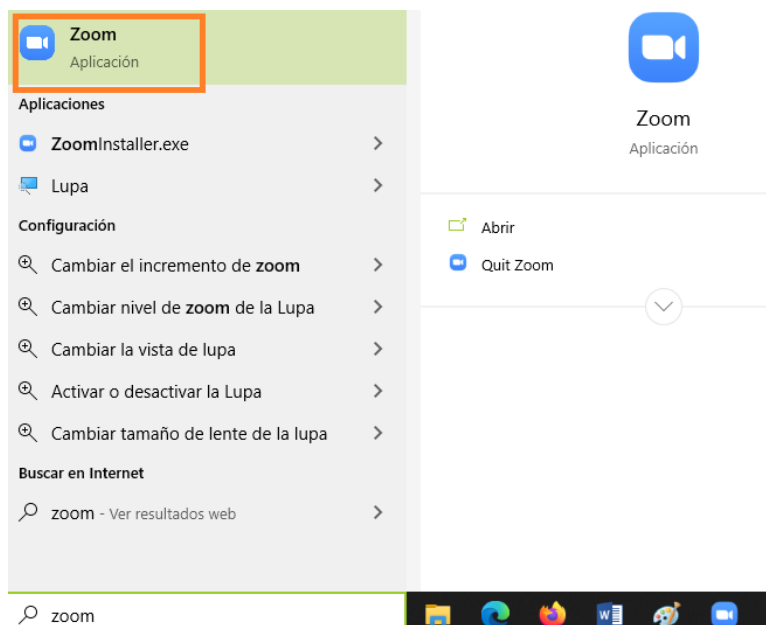 Zoom
Aplicación
Aplicaciones
ZoomInstaller.exe
Lupa
Configuración
Cambiar el incremento de zoom
Cambiar nivel de zoom de la Lupa
Cambiar la vista de lupa
Activar o desactivar la Lupa
Cambiar tamaño de lente de la lupa
Buscar en Internet
zoom - Ver resultados web
zoom
Zoom
Aplicación
Abrir
Quit Zoom
W